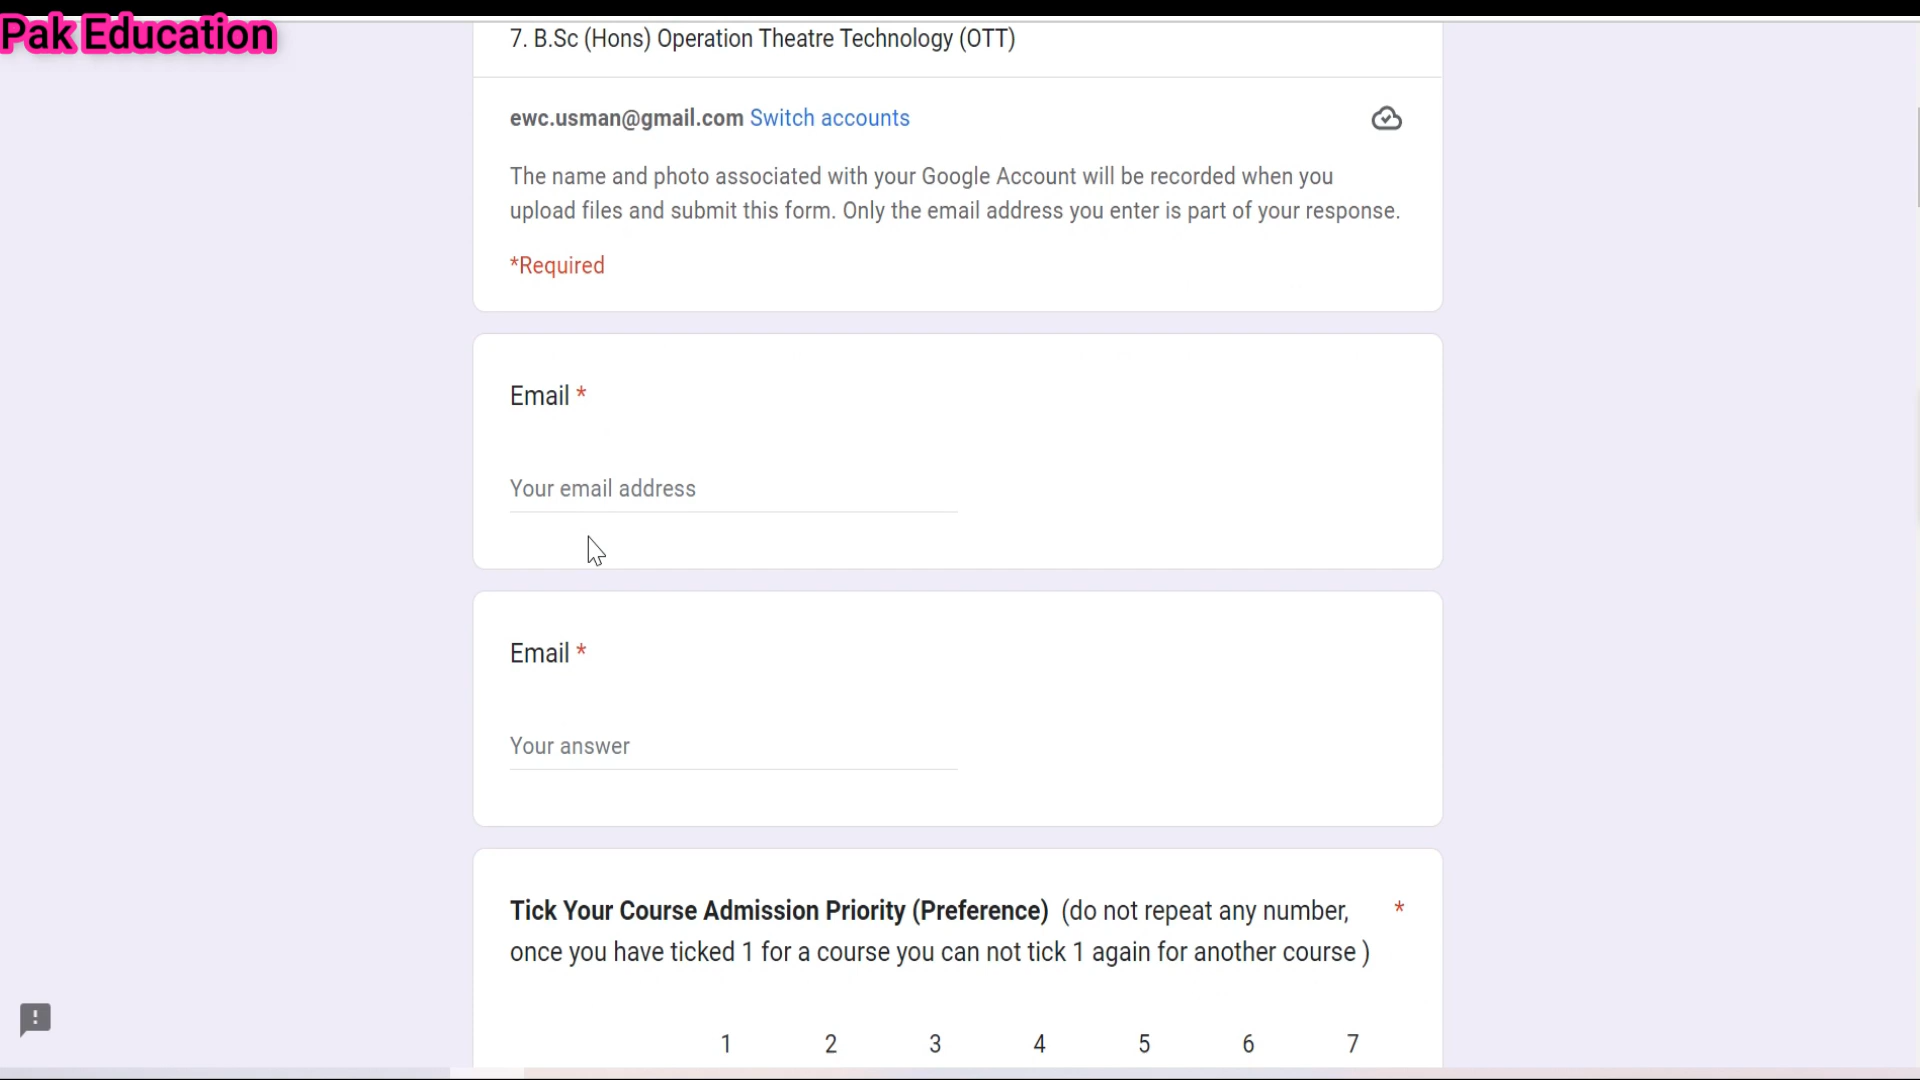 Pak Education
7. B.Sc (Hons) Operation Theatre Technology (OTT)
ewc.usman@gmail.com Switch accounts
The name and photo associated with your Google Account will be recorded when you
upload files and submit this form. Only the email address you enter is part of your response.
*Required
Email *
Your email address
Email *
Your answer
Tick Your Course Admission Priority (Preference) (do not repeat any number, *
once you have ticked 1 for a course you can not tick 1 again for another course )
1 2 3 4 5 6 7